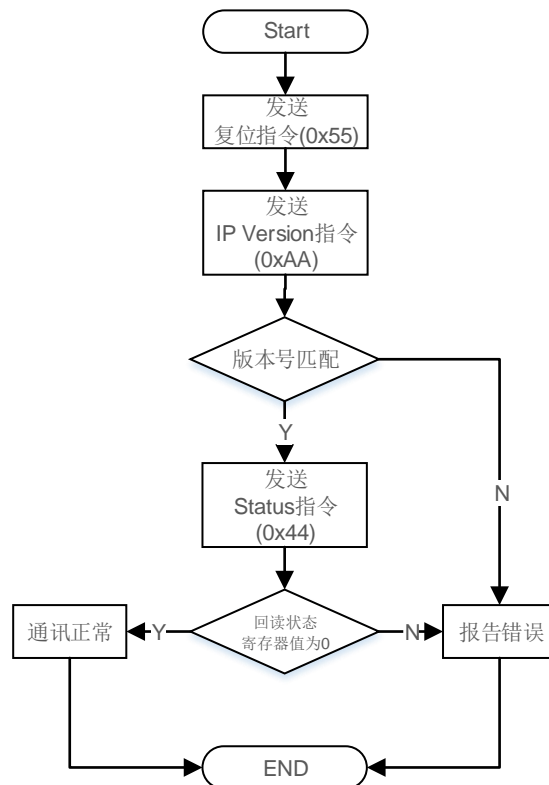 Start
发送
复位指令(0x55)
发送
IP Version指令
(0xAA)
版本号匹配
Y
发送
Status指令
(0x44)
N
回读状态
寄存器值为0
Y
通讯正常
N
报告错误
END